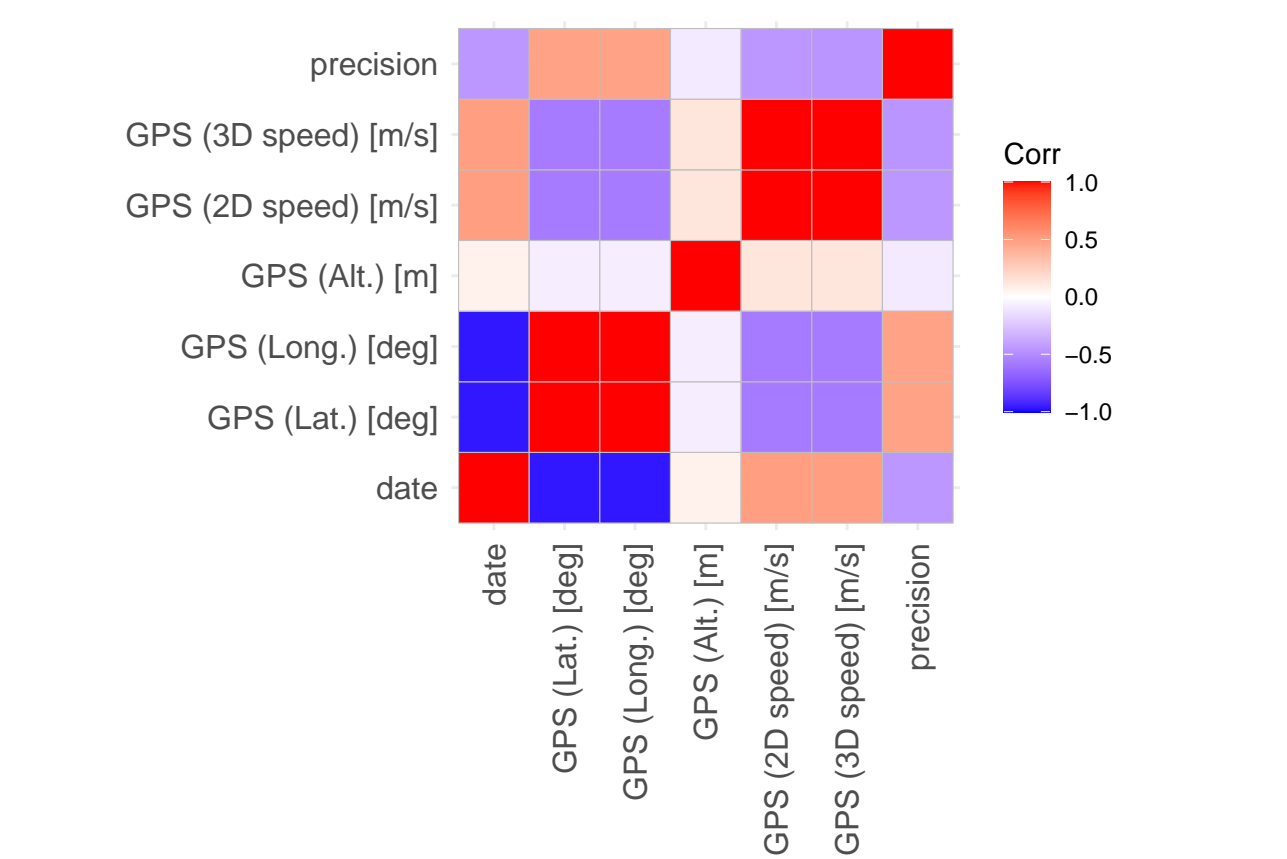 precision
GPS (3D speed) [m/s]
GPS (2D speed) [m/s]
GPS (Alt.) [m]
GPS (Long.) [deg]
GPS (Lat.) [deg]
date
date
GPS (Lat.) [deg]
GPS (Long.) [deg]
GPS (Alt.) [m]
GPS (2D speed) [m/s]
GPS (3D speed) [m/s]
precision
Corr
1.0
0.5
0.0
−0.5
−1.0